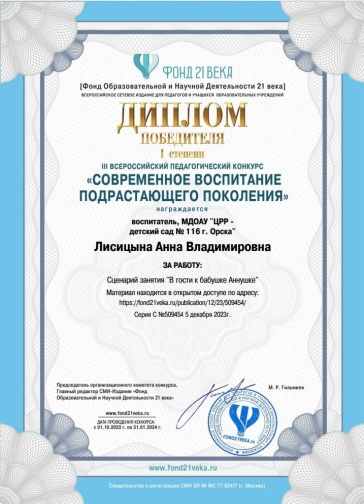 ФОНД 21 ВЕКА
[Фонд Образовательной и Научной Деятельности 21 века]
ВСЕРОССИЙСКОЕ СЕТЕВОЕ ИЗДАНИЕ ДЛЯ ПЕДАГОГОВ И УЧАЩИХСЯ ОБРАЗОВАТЕЛЬНЫХ УЧРЕЖДЕНИЙ
ДИПЛОМ
ПОБЕДИТЕЛЯ
I степени
III ВСЕРОССИЙСКИЙ ПЕДАГОГИЧЕСКИЙ КОНКУРС
«СОВРЕМЕННОЕ ВОСПИТАНИЕ
ПОДРАСТАЮЩЕГО ПОКОЛЕНИЯ»
награждается
воспитатель, МДОАУ "ЦРР -
детский сад № 116 г. Орска"
Лисицына Анна Владимировна
ЗА РАБОТУ:
Сценарий занятия "В гости к бабушке Аннушке"
Материал находится в открытом доступе по адресу:
https://fond21veka.ru/publication/12/23/509454/
Серия С №509454 5 декабря 2023г.
Председатель организационного комитета конкурса,
Главный редактор СМИ-Издания «Фонд
Образовательной и Научной Деятельности 21 века»
М. Р. Гильмиев
www.fond21veka.ru
ДАТА ПРОВЕДЕНИЯ КОНКУРСА:
с 01.10.2023 г. по 31.01.2024 г.
FOND21VEKA.RU
www.fond21veka.ru
Свидетельство о регистрации СМИ ЭЛ № ФС 77-82417 (г. Москва)